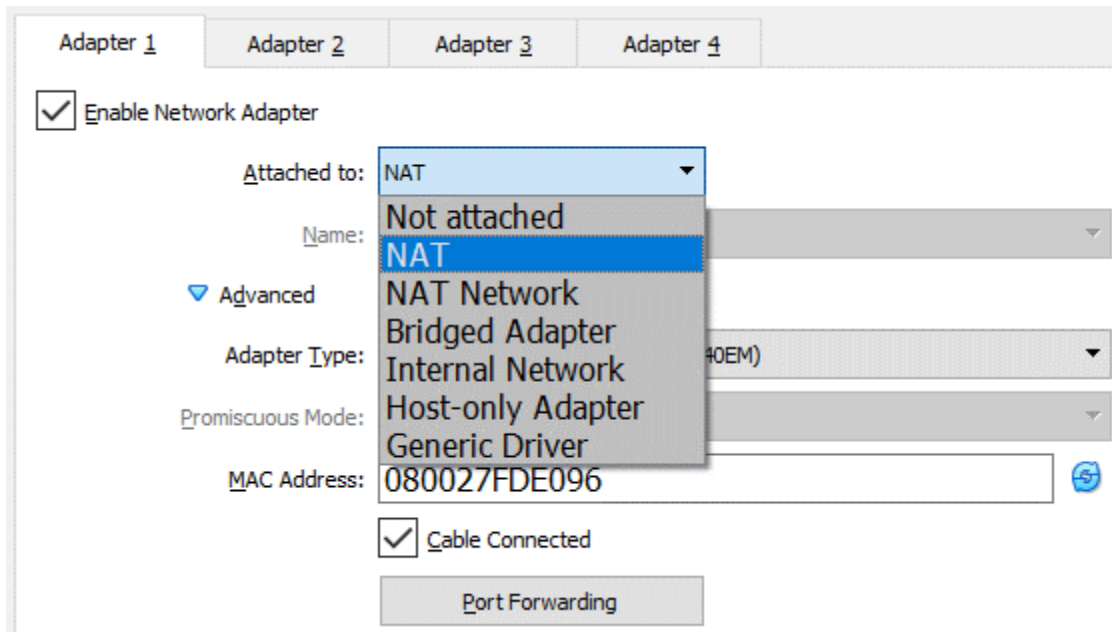 Adapter 1 Adapter 2 Adapter 3 Adapter 4
Enable Network Adapter
Attached to: NAT
Not attached
Name:
NAT
Advanced
NAT Network
Bridged Adapter
Adapter Type: 40EM)
Internal Network
Host-only Adapter
Promiscuous Mode:
Generic Driver
MAC Address: 080027FDE096
Cable Connected
Port Forwarding